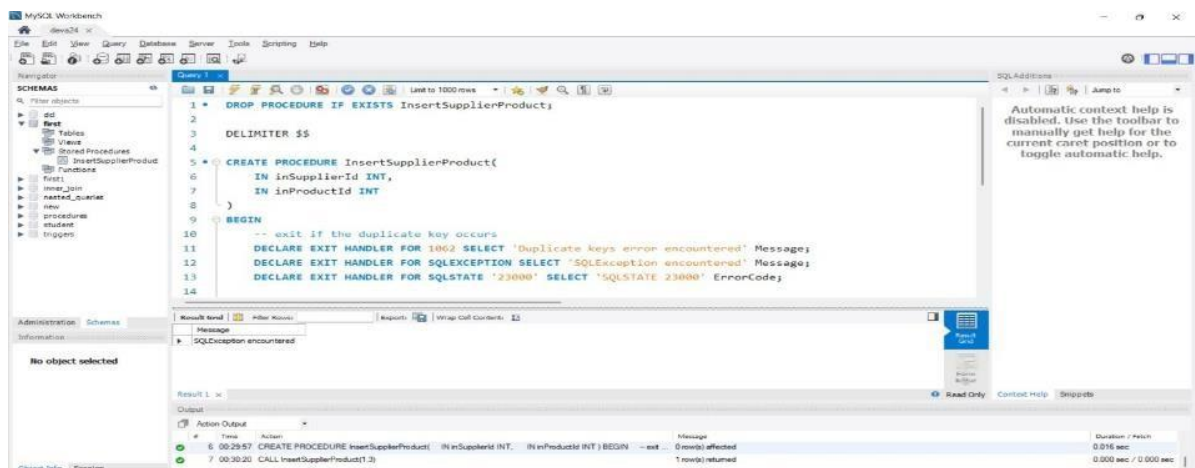 MySQL Workbench
deva24 ×
File Edit View Query Database Server Tools Scripting Help
Navigator
SCHEMAS
Filter objects
dd
first
Tables
Views
Stored Procedures
InsertSupplierProduct
Functions
first1
inner_join
nested_queries
new
procedures
student
triggers
Administration Schemas
Information
No object selected
Object Info Session
Query 1 ×
Limit to 1000 rows
1 DROP PROCEDURE IF EXISTS InsertSupplierProduct;
2
3 DELIMITER $$
4
5 CREATE PROCEDURE InsertSupplierProduct(
6 IN inSupplierId INT,
7 IN inProductId INT
8 )
9 BEGIN
10 -- exit if the duplicate key occurs
11 DECLARE EXIT HANDLER FOR 1062 SELECT 'Duplicate keys error encountered' Message;
12 DECLARE EXIT HANDLER FOR SQLEXCEPTION SELECT 'SQLException encountered' Message;
13 DECLARE EXIT HANDLER FOR SQLSTATE '23000' SELECT 'SQLSTATE 23000' ErrorCode;
14
Result Grid Filter Rows: Export: Wrap Cell Content:
Message
SQLException encountered
Result Grid
Form Editor
Result 1 × Read Only
Output
Action Output
# Time Action Message Duration / Fetch
6 00:29:57 CREATE PROCEDURE InsertSupplierProduct( IN inSupplierId INT, IN inProductId INT ) BEGIN -- exit ... 0 row(s) affected 0.016 sec
7 00:30:20 CALL InsertSupplierProduct(1,3) 1 row(s) returned 0.000 sec / 0.000 sec
SQLAdditions
Jump to
Automatic context help is
disabled. Use the toolbar to
manually get help for the
current caret position or to
toggle automatic help.
Context Help Snippets